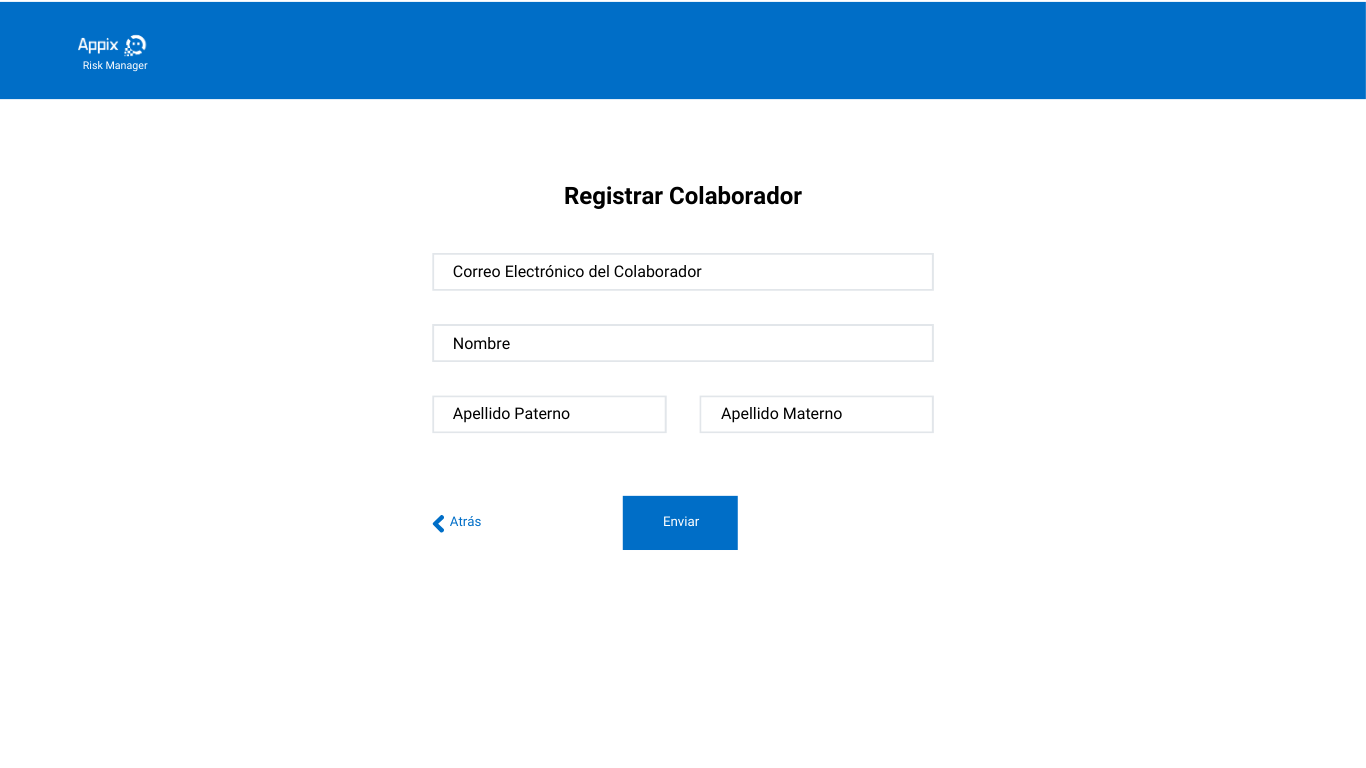 Appix
Risk Manager
Registrar Colaborador
Correo Electrónico del Colaborador
Nombre
Apellido Paterno
Apellido Materno
Atrás
Enviar